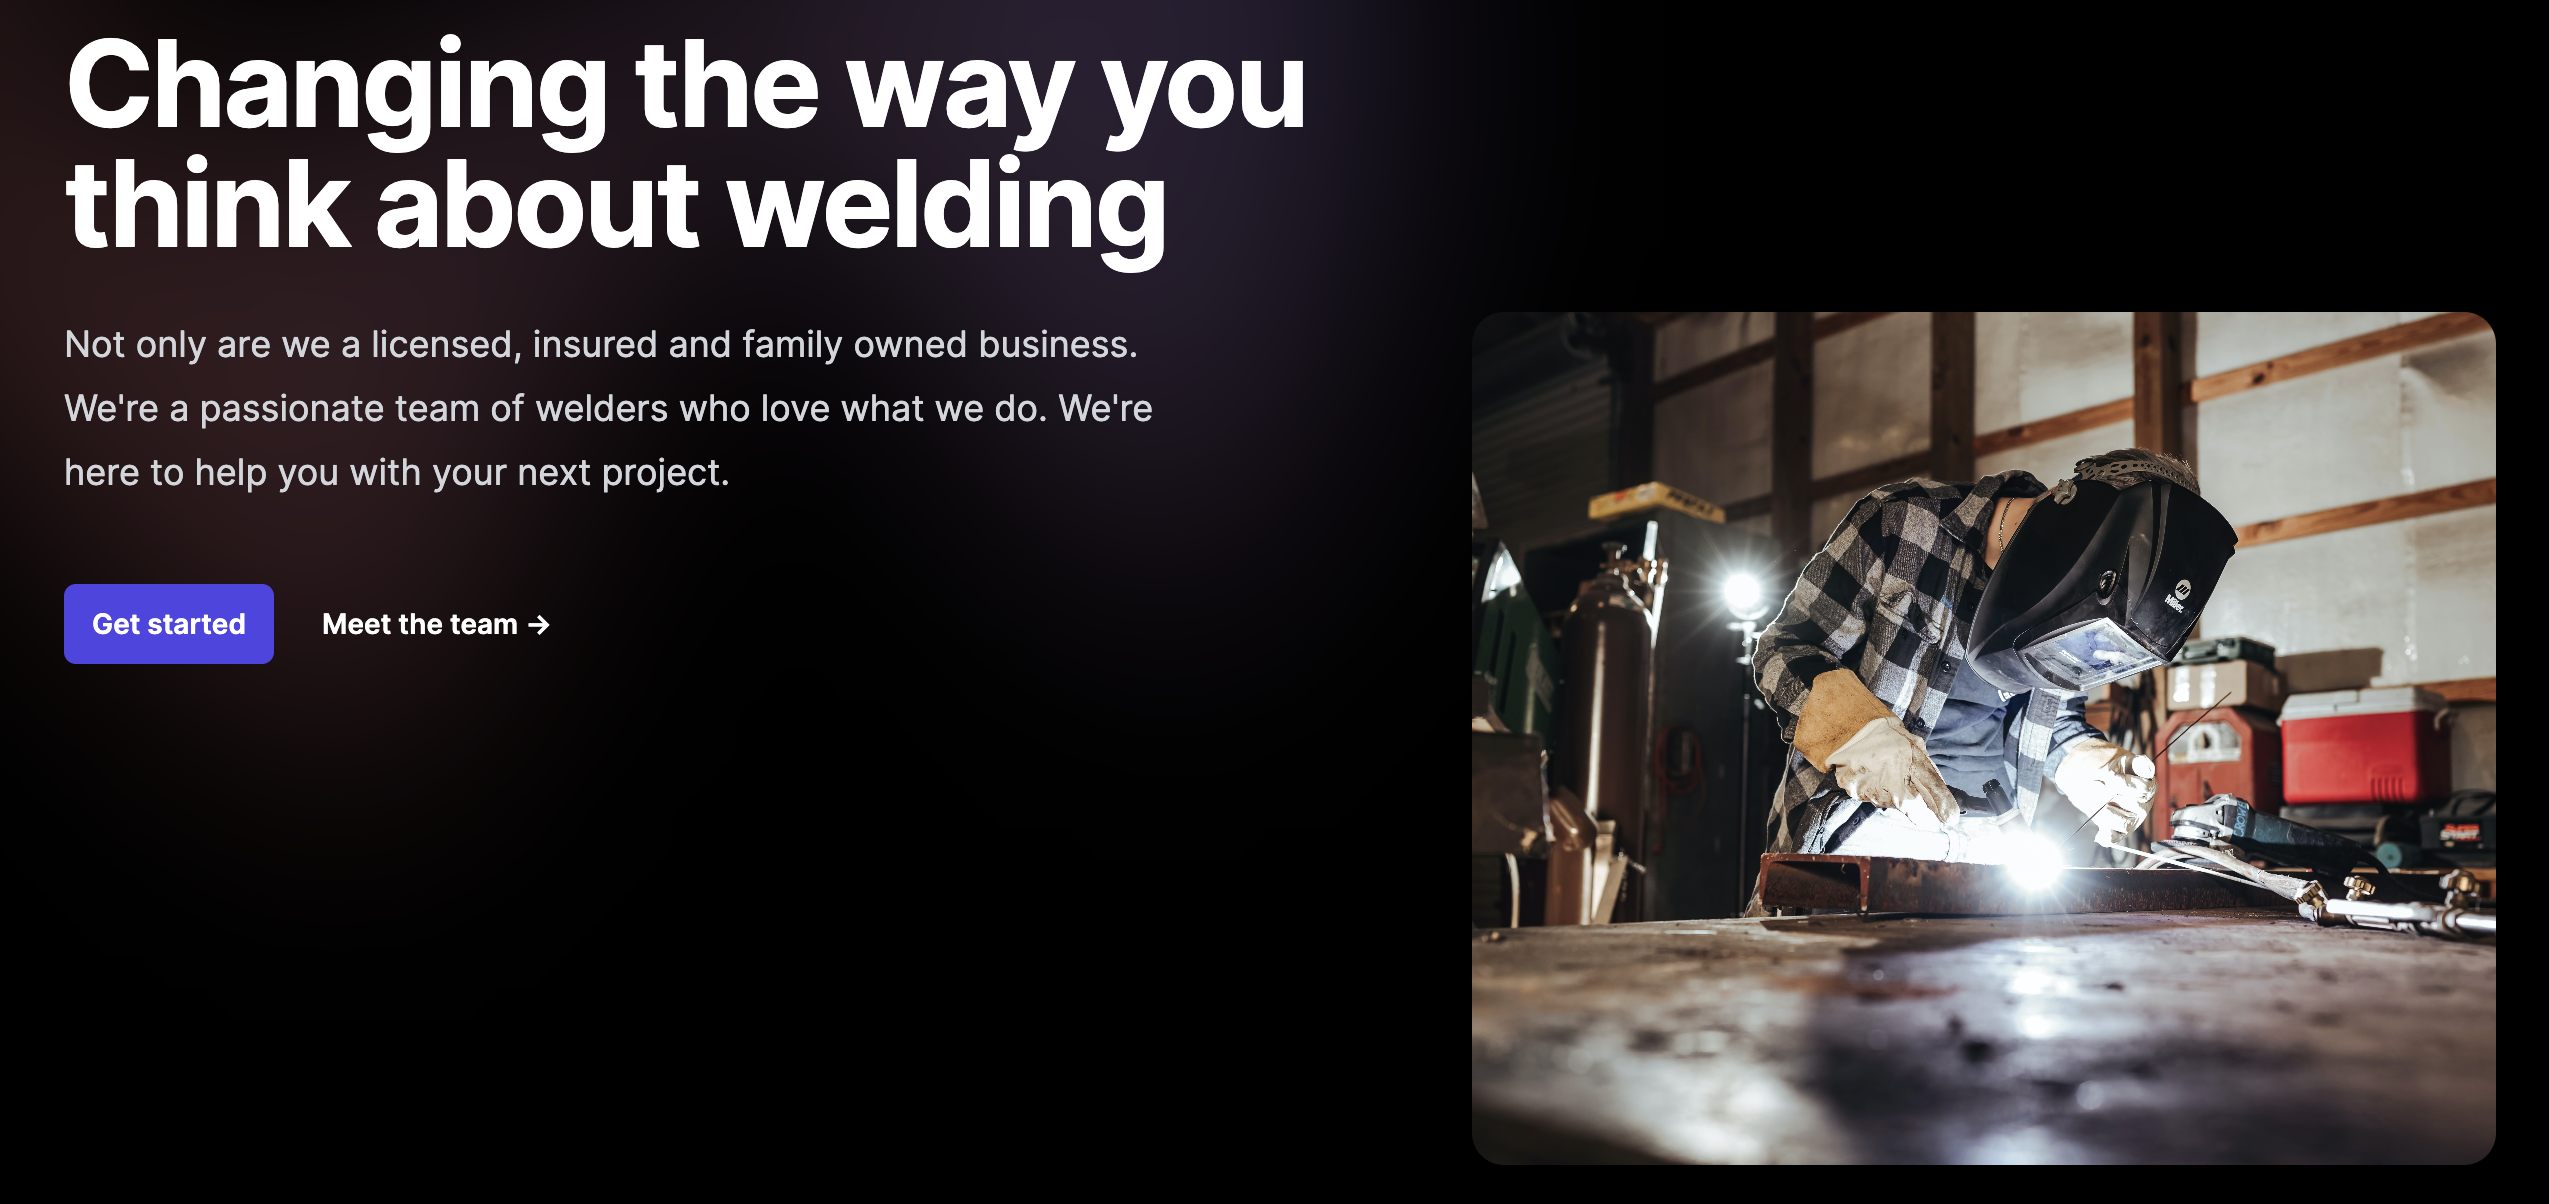 Changing the way you
think about welding
Not only are we a licensed, insured and family owned business.
We're a passionate team of welders who love what we do. We're
here to help you with your next project.
Get started
Meet the team →
Miller